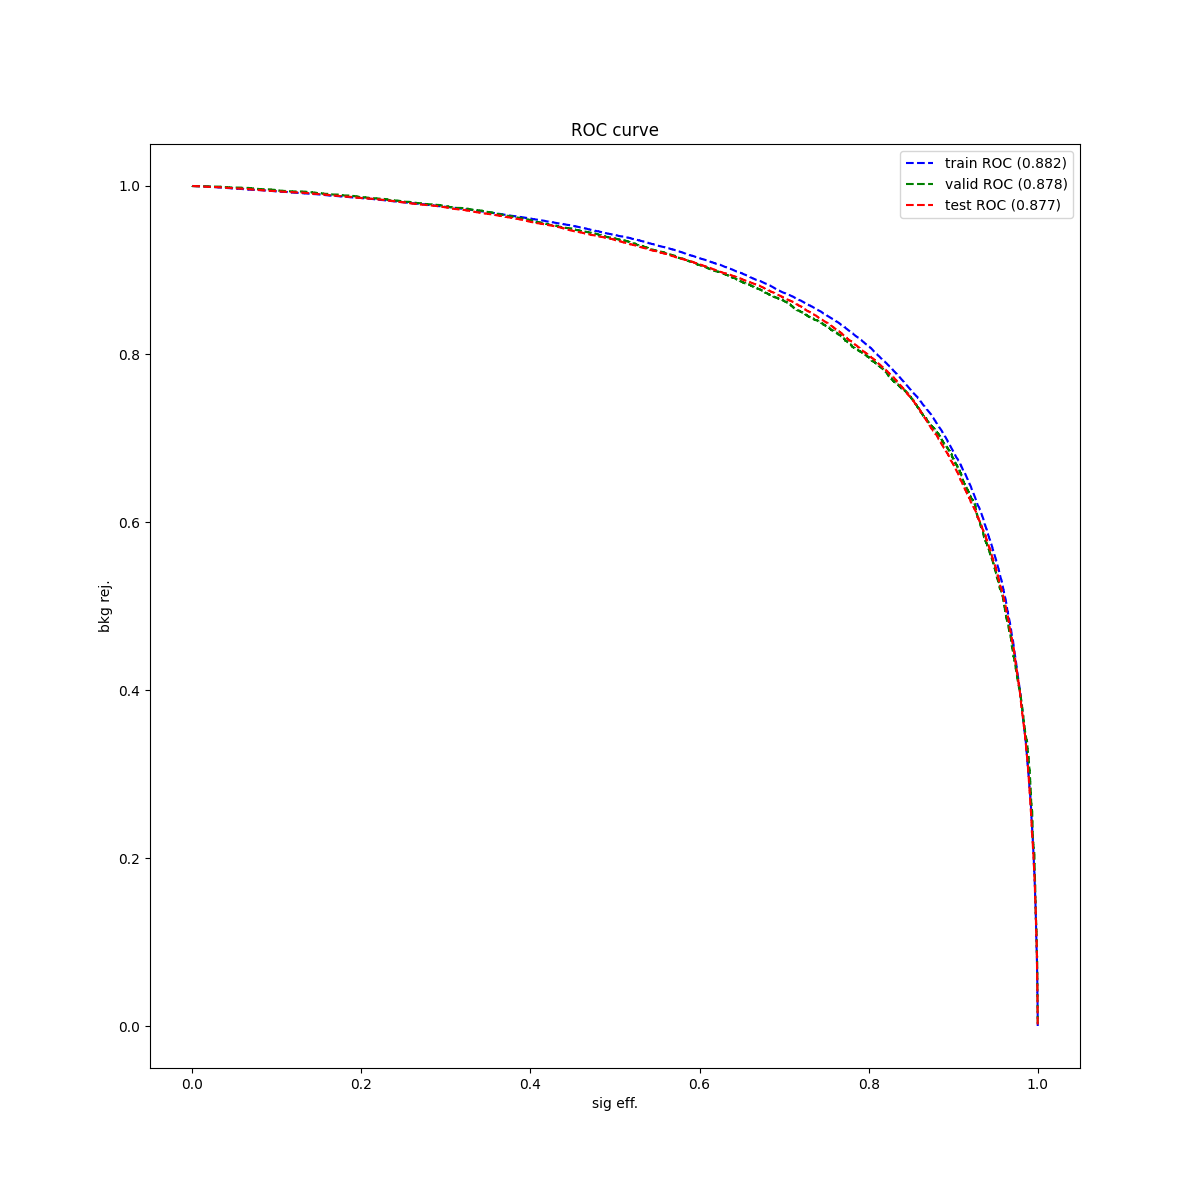 ROC curve
train ROC (0.882)
valid ROC (0.878)
test ROC (0.877)
1.0
0.8
0.6
0.4
0.2
0.0
bkg rej.
0.0 0.2 0.4 0.6 0.8 1.0
sig eff.